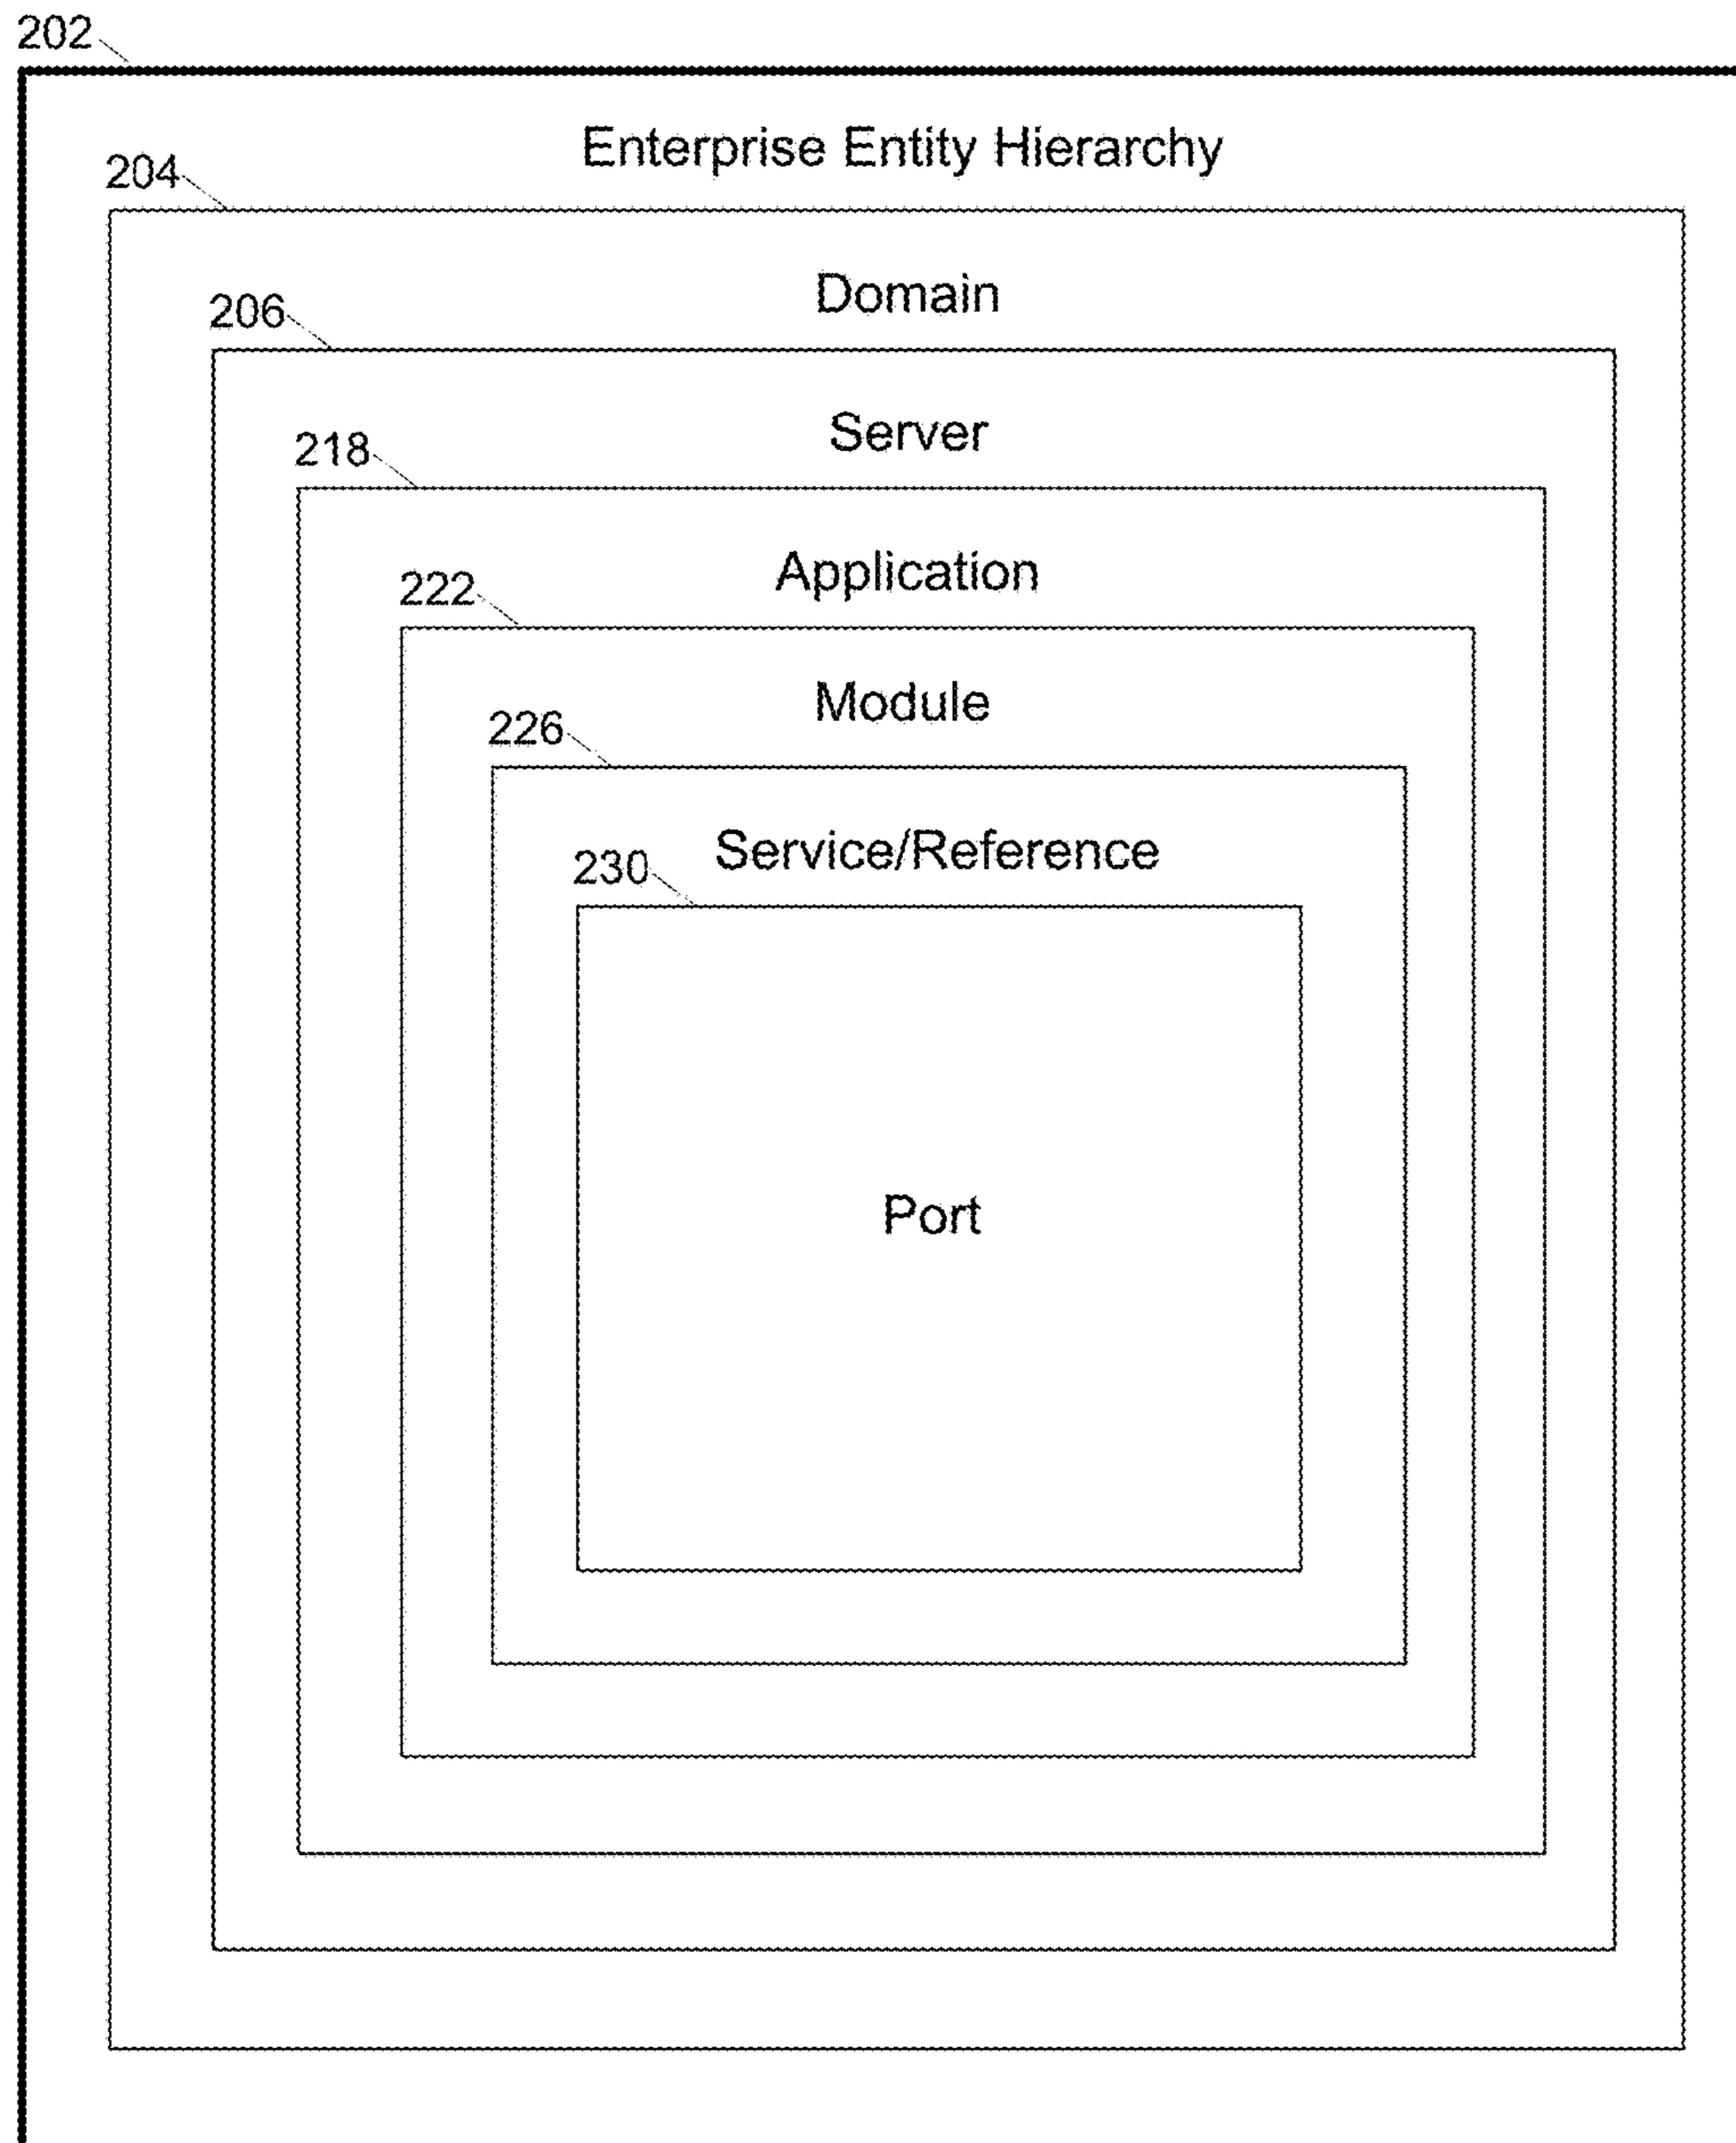 202
Enterprise Entity Hierarchy
204
Domain
206
Server
218
Application
222
Module
226
Service/Reference
230
Port